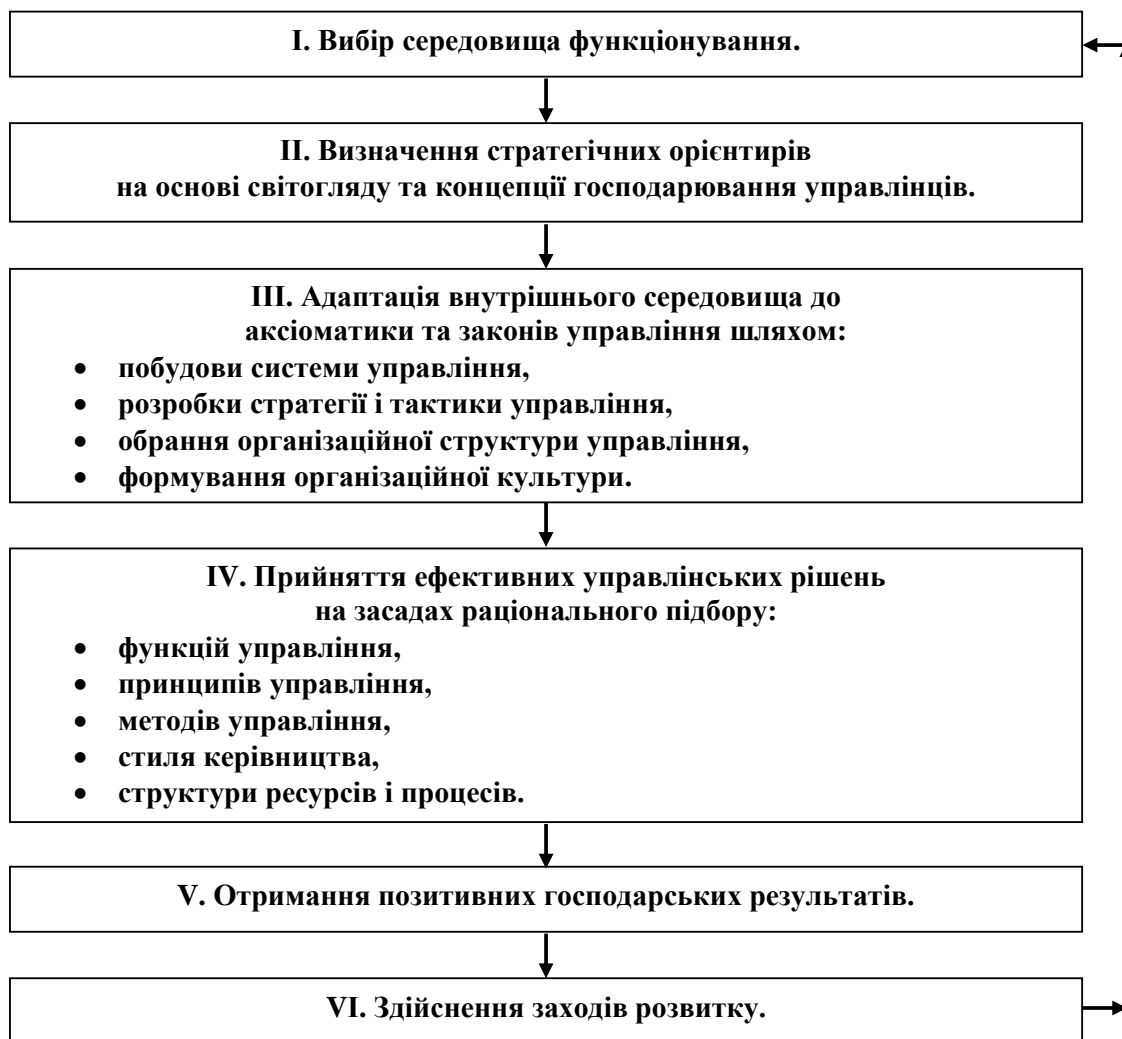 I. Вибір середовища функціонування.
II. Визначення стратегічних орієнтирів
на основі світогляду та концепції господарювання управлінців.
III. Адаптація внутрішнього середовища до
аксіоматики та законів управління шляхом:
• побудови системи управління,
• розробки стратегії і тактики управління,
• обрання організаційної структури управління,
• формування організаційної культури.
IV. Прийняття ефективних управлінських рішень
на засадах раціонального підбору:
• функцій управління,
• принципів управління,
• методів управління,
• стиля керівництва,
• структури ресурсів і процесів.
V. Отримання позитивних господарських результатів.
VI. Здійснення заходів розвитку.